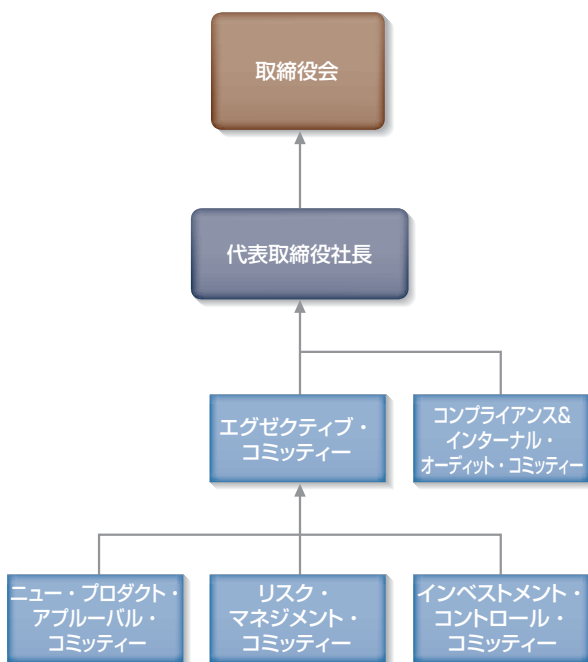 取締役会
代表取締役社長
エグゼクティブ・
コミッティー
コンプライアンス&
インターナル・
オーディット・コミッティー
ニュー・プロダクト・
アプルーバル・
コミッティー
リスク・
マネジメント・
コミッティー
インベストメント・
コントロール・
コミッティー